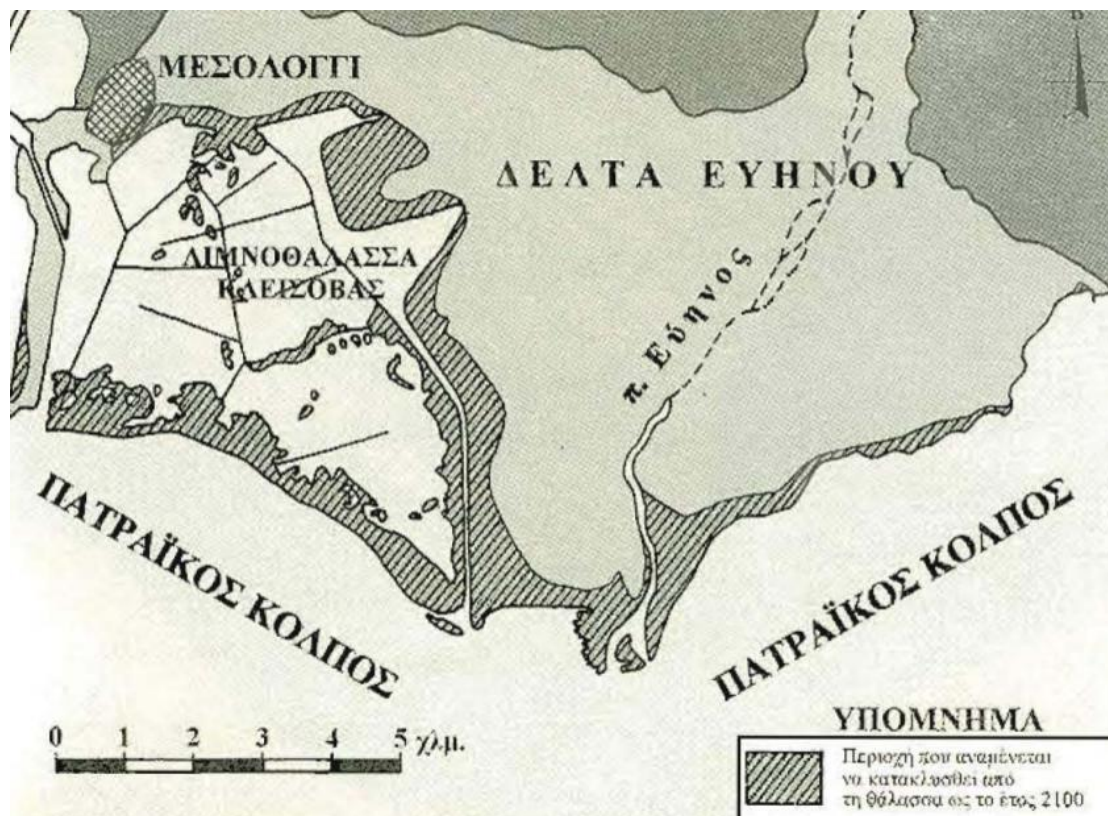 Β
ΜΕΣΟΛΟΓΓΙ
ΔΕΛΤΑ ΕΥΗΝΟΥ
ΛΙΜΝΟΘΑΛΑΣΣΑ
ΚΛΕΙΣΟΒΑΣ
π. Εύηνος
ΠΑΤΡΑΪΚΟΣ ΚΟΛΠΟΣ
ΠΑΤΡΑΪΚΟΣ ΚΟΛΠΟΣ
0 1 2 3 4 5 χλμ.
ΥΠΟΜΝΗΜΑ
Περιοχή που αναμένεται
να κατακλυσθεί από
τη θάλασσα ως το έτος 2100